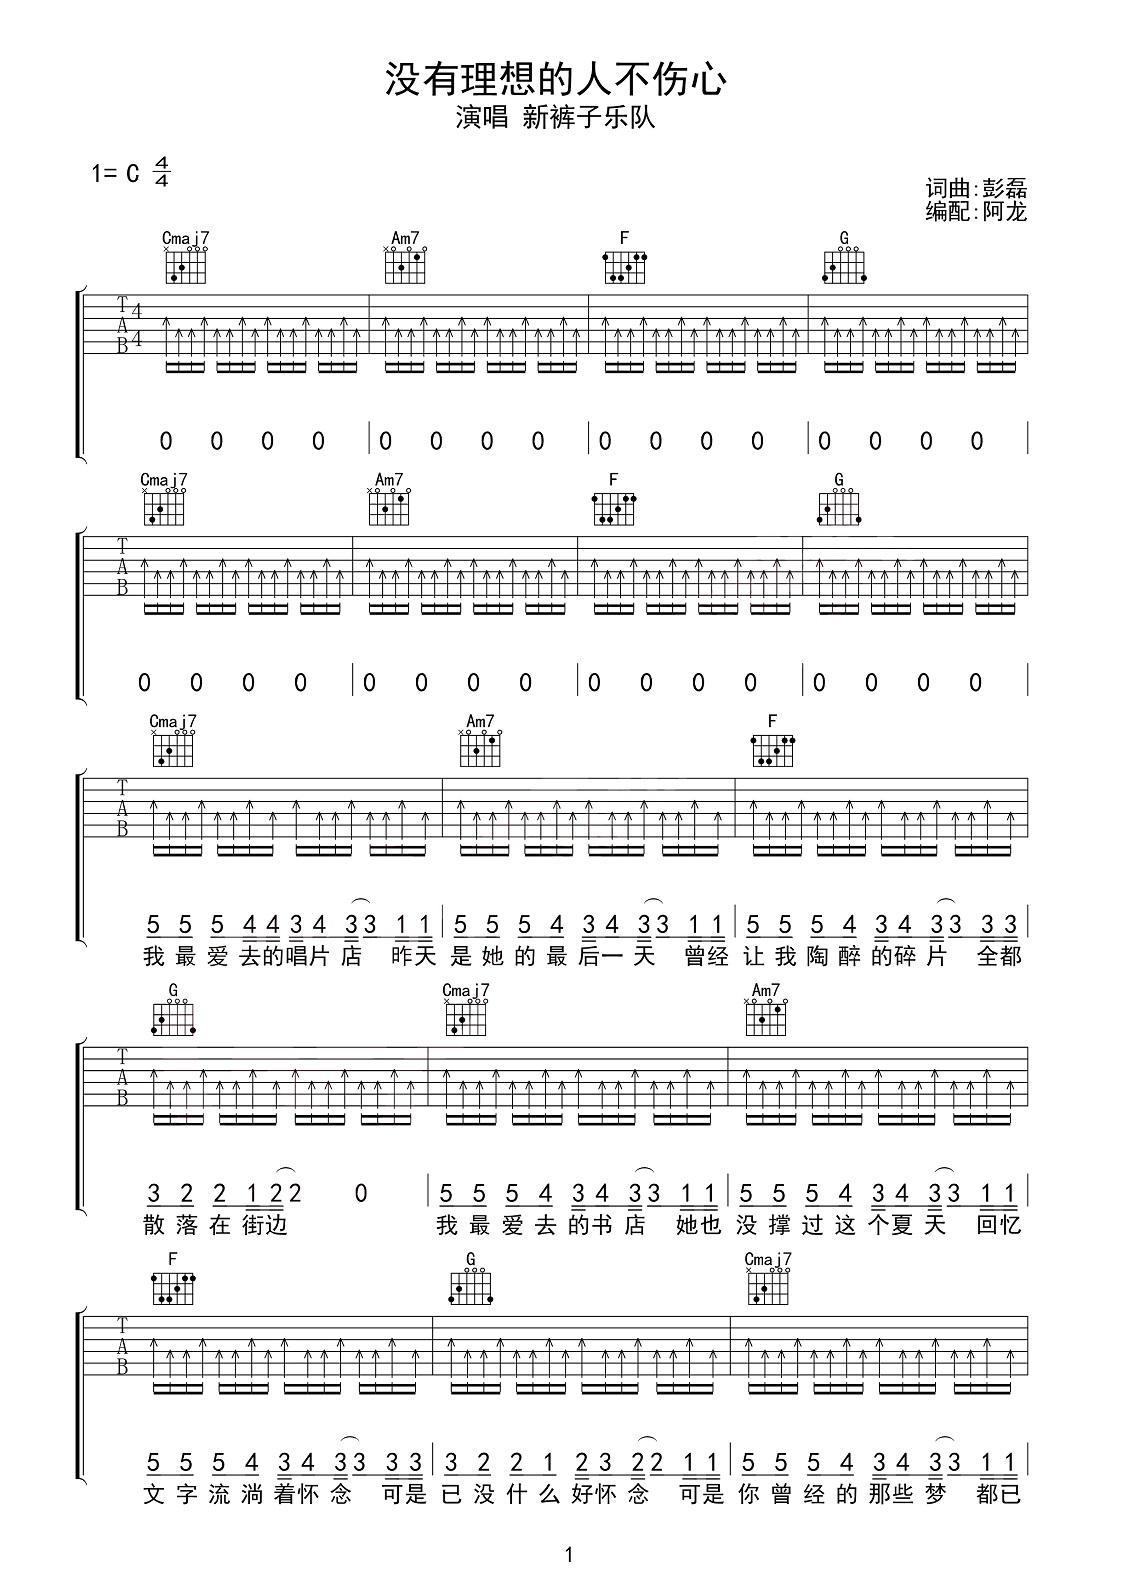 没有理想的人不伤心
演唱 新裤子乐队
1= C 4/4
词曲:彭磊
编配:阿龙
Cmaj7 Am7 F G
T A B 4 4
0 0 0 0 | 0 0 0 0 | 0 0 0 0 | 0 0 0 0 |
Cmaj7 Am7 F G
T A B
0 0 0 0 | 0 0 0 0 | 0 0 0 0 | 0 0 0 0 |
Cmaj7 Am7 F
T A B
5 5 5 4 4 3 4 3 3 1 1 | 5 5 5 4 3 4 3 3 1 1 | 5 5 5 4 3 4 3 3 3 3
我最爱去的唱片店 昨天是她的最后一天 曾经让我陶醉的碎片 全都
G Cmaj7 Am7
T A B
3 2 2 1 2 2 0 | 5 5 5 4 3 4 3 3 1 1 | 5 5 5 4 3 4 3 3 1 1
散落在街边 我最爱去的书店 她也没撑过这个夏天 回忆
F G Cmaj7
T A B
5 5 5 4 3 4 3 3 3 3 | 3 2 2 1 2 3 2 2 1 1 | 5 5 5 4 3 4 3 3 1 1
文字流淌着怀念 可是已没什么好怀念 可是你曾经的那些梦 都已
1